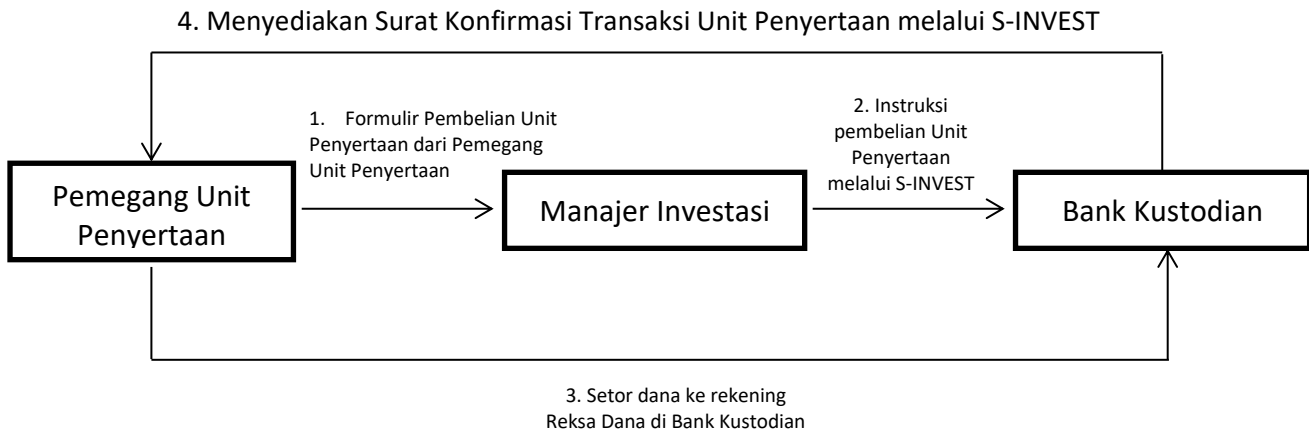 4. Menyediakan Surat Konfirmasi Transaksi Unit Penyertaan melalui S-INVEST
1. Formulir Pembelian Unit
Penyertaan dari Pemegang
Unit Penyertaan
2. Instruksi
pembelian Unit
Penyertaan
melalui S-INVEST
Pemegang Unit
Penyertaan
Manajer Investasi
Bank Kustodian
3. Setor dana ke rekening
Reksa Dana di Bank Kustodian